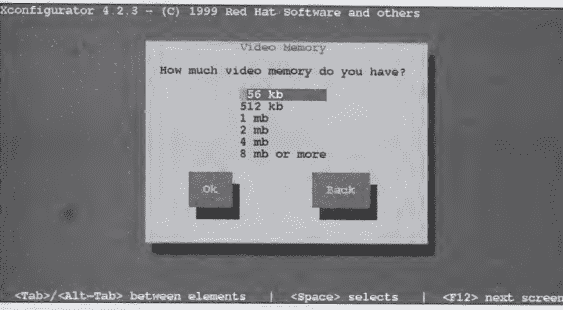 Xconfigurator 4.2.3 - (C) 1999 Red Hat Software and others
Video Memory
How much video memory do you have?
56 kb
512 kb
1 mb
2 mb
4 mb
8 mb or more
Ok
Back
<Tab>/<Alt-Tab> between elements | <Space> selects | <F12> next screen